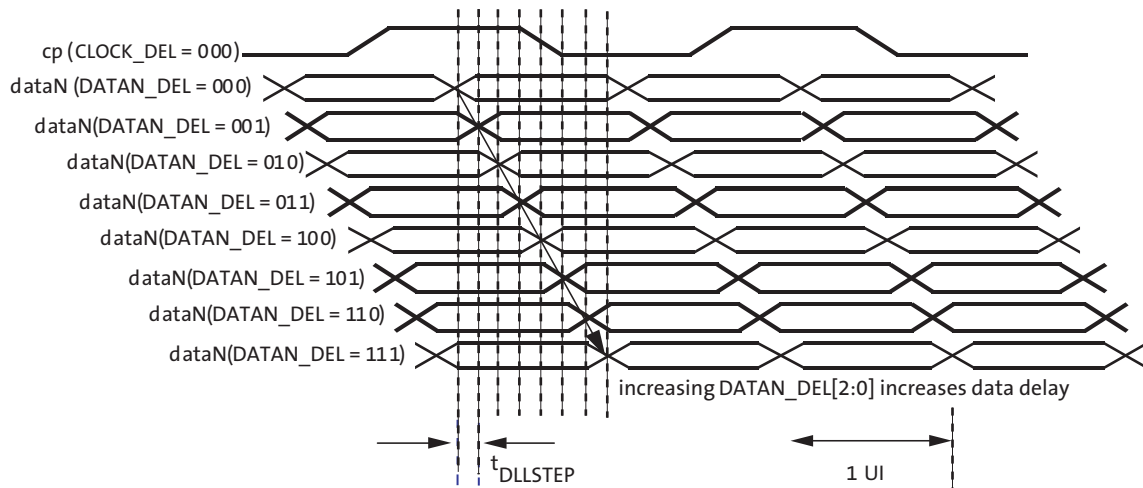 cp (CLOCK_DEL = 000)
dataN (DATAN_DEL = 000)
dataN(DATAN_DEL = 001)
dataN(DATAN_DEL = 010)
dataN(DATAN_DEL = 011)
dataN(DATAN_DEL = 100)
dataN(DATAN_DEL = 101)
dataN(DATAN_DEL = 110)
dataN(DATAN_DEL = 111)
increasing DATAN_DEL[2:0] increases data delay
tDLLSTEP
1 UI